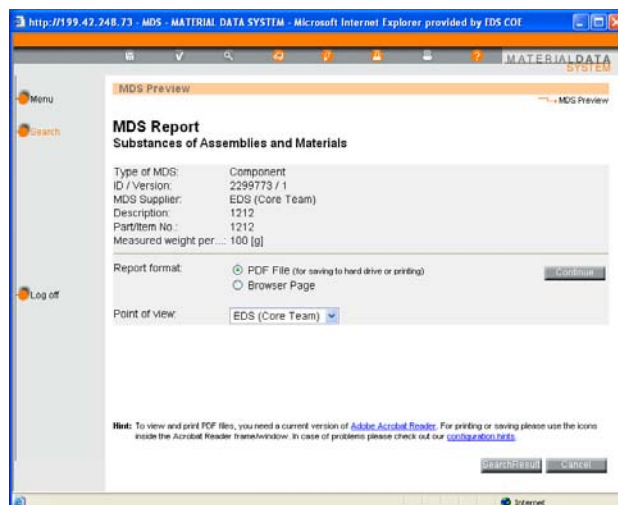 http://199.42.248.73 - MDS - MATERIAL DATA SYSTEM - Microsoft Internet Explorer provided by EDS COE
MATERIALDATA
SYSTEM
MDS Preview
MDS Preview
Menu
Search
Log off
MDS Report
Substances of Assemblies and Materials
Type of MDS: Component
ID / Version: 2299773 / 1
MDS Supplier: EDS (Core Team)
Description: 1212
Part/Item No.: 1212
Measured weight per...: 100 [g]
Report format: PDF File (for saving to hard drive or printing) Continue
Browser Page
Point of view: EDS (Core Team)
Hint: To view and print PDF files, you need a current version of Adobe Acrobat Reader. For printing or saving please use the icons
inside the Acrobat Reader frame/window. In case of problems please check out our configuration hints.
SearchResult Cancel
Internet